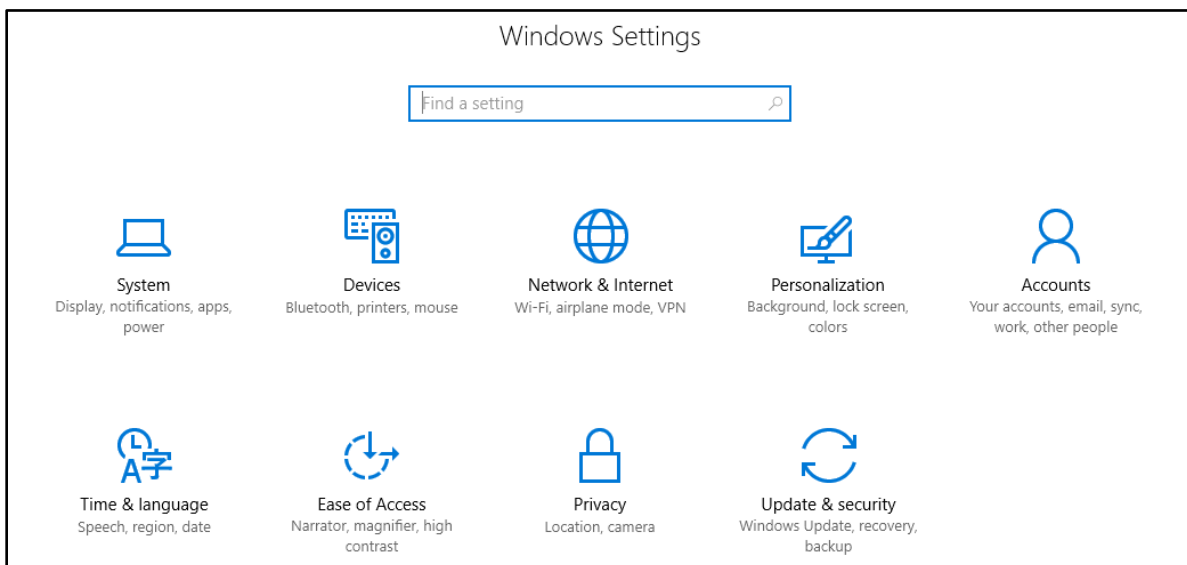 Windows Settings
Find a setting
System
Display, notifications, apps,
power
Devices
Bluetooth, printers, mouse
Network & Internet
Wi-Fi, airplane mode, VPN
Personalization
Background, lock screen,
colors
Accounts
Your accounts, email, sync,
work, other people
A字
Time & language
Speech, region, date
Ease of Access
Narrator, magnifier, high
contrast
Privacy
Location, camera
Update & security
Windows Update, recovery,
backup